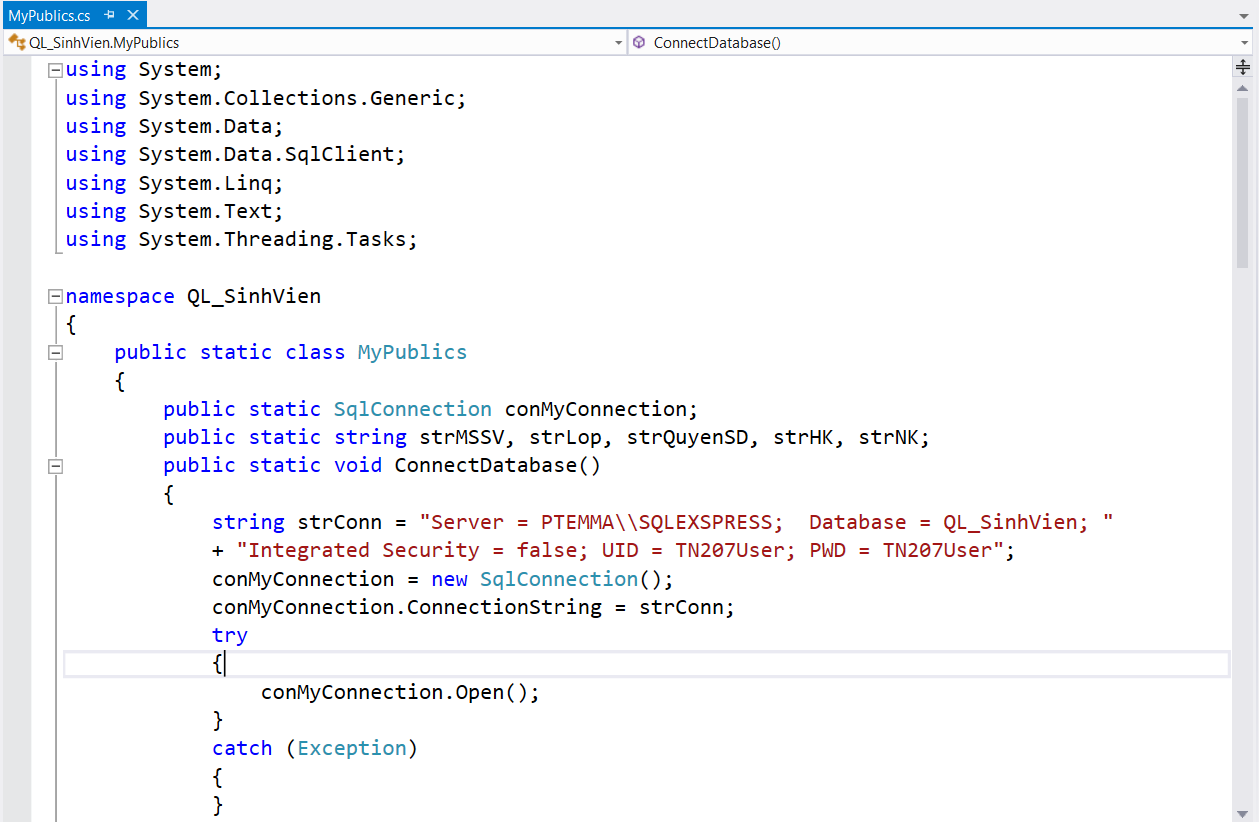 MyPublics.cs
QL_SinhVien.MyPublics
ConnectDatabase()
using System;
using System.Collections.Generic;
using System.Data;
using System.Data.SqlClient;
using System.Linq;
using System.Text;
using System.Threading.Tasks;
namespace QL_SinhVien
{
public static class MyPublics
{
public static SqlConnection conMyConnection;
public static string strMSSV, strLop, strQuyenSD, strHK, strNK;
public static void ConnectDatabase()
{
string strConn = "Server = PTEMMA\\SQLEXSPRESS;  Database = QL_SinhVien; "
+ "Integrated Security = false; UID = TN207User; PWD = TN207User";
conMyConnection = new SqlConnection();
conMyConnection.ConnectionString = strConn;
try
{
conMyConnection.Open();
}
catch (Exception)
{
}